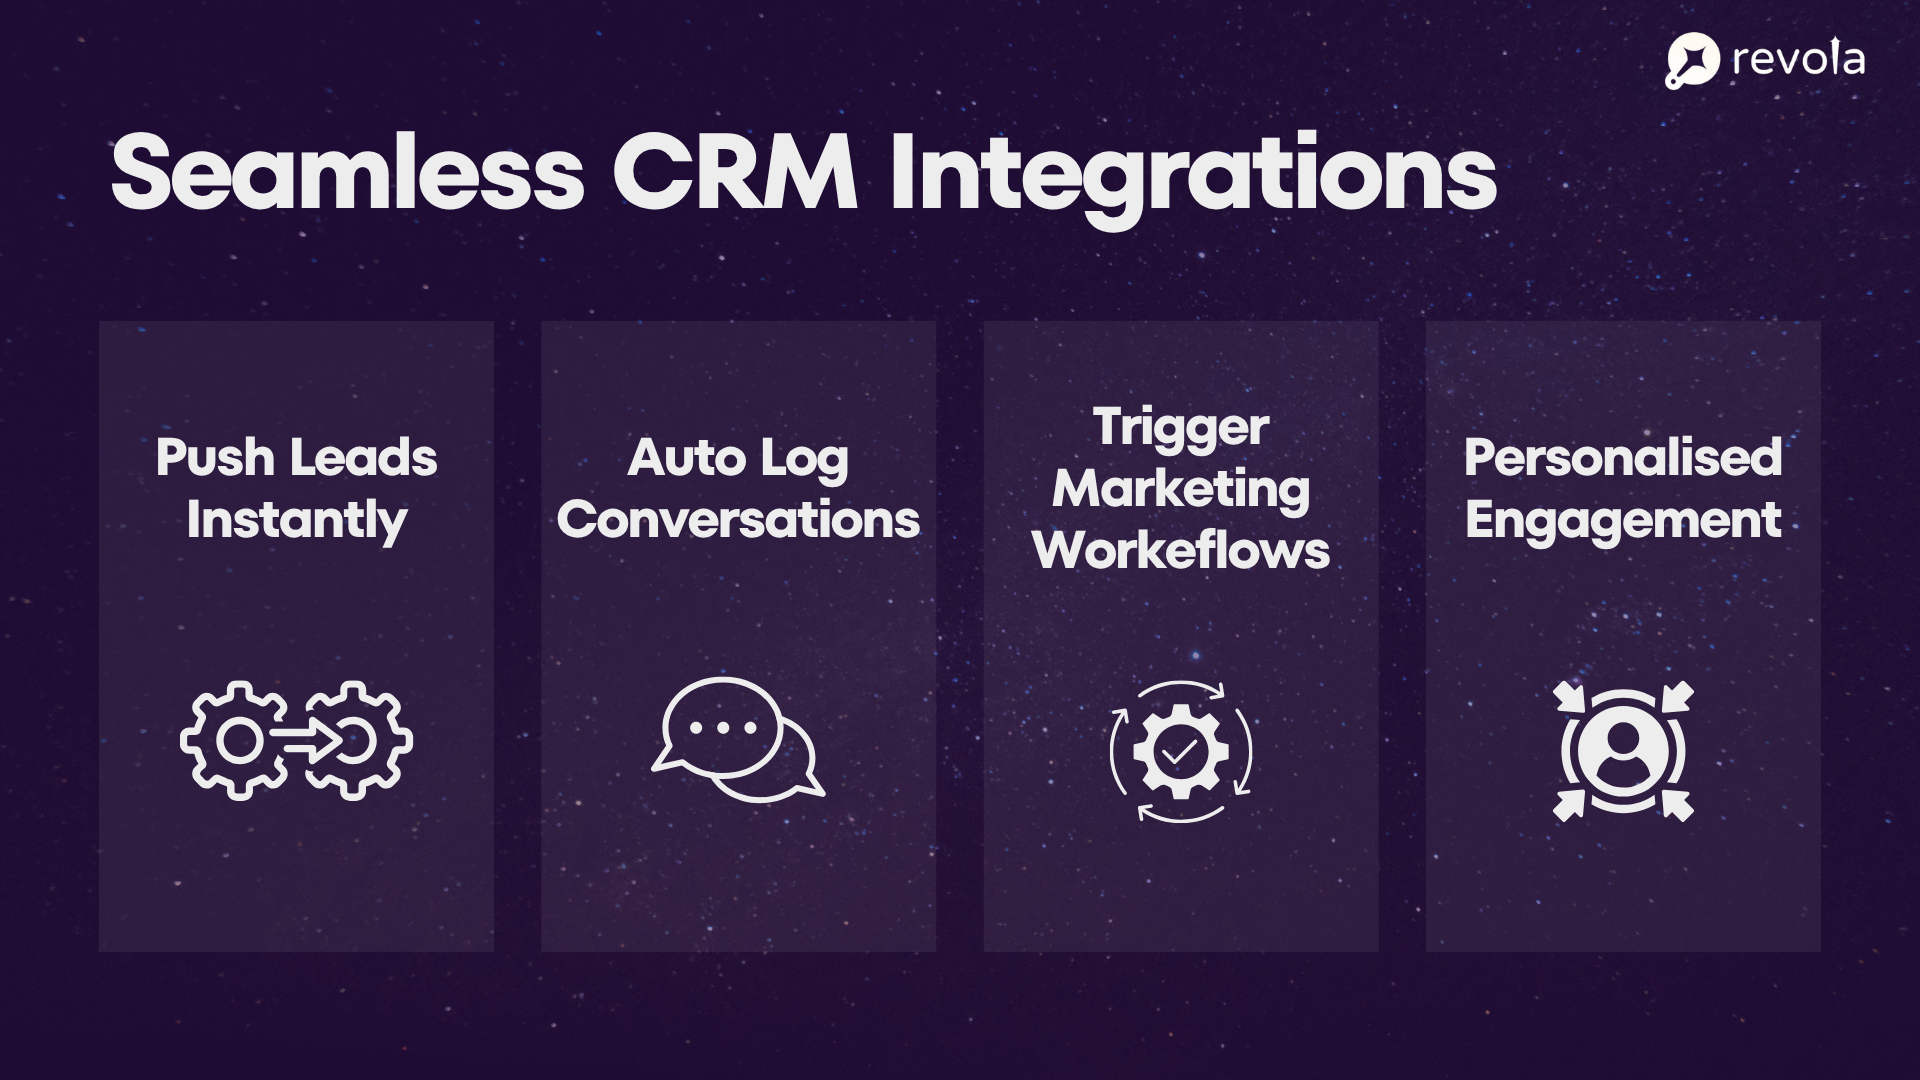 revola
Seamless CRM Integrations
Push Leads
Instantly
Auto Log
Conversations
Trigger
Marketing
Workeflows
Personalised
Engagement